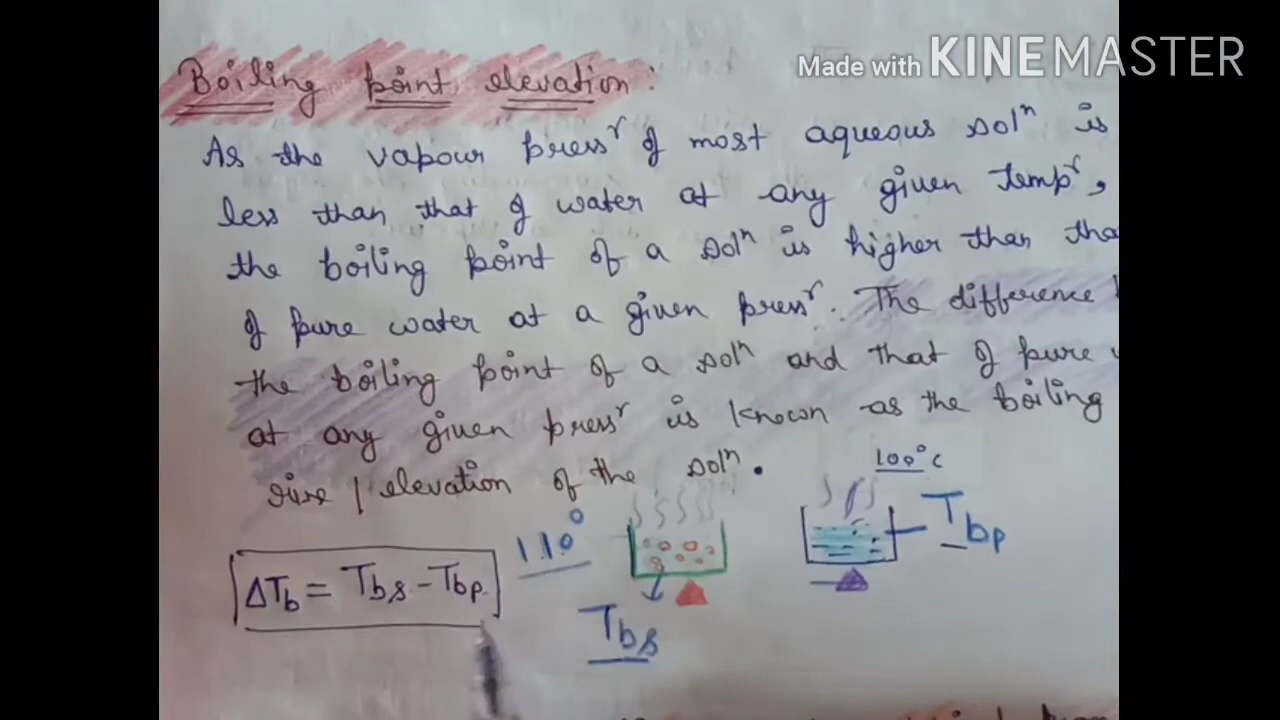 Made with KINEMASTER
Boiling point elevation :
As the vapour press^r of most aqueous sol^n is
less than that of water at any given temp^r,
the boiling point of a sol^n is higher than tha
of pure water at a given press^r. The difference
the boiling point of a sol^n and that of pure
at any given press^r is known as the boiling
rise / elevation of the sol^n.
100°C
110°
T_bp
ΔT_b = T_bs - T_bp
T_bs